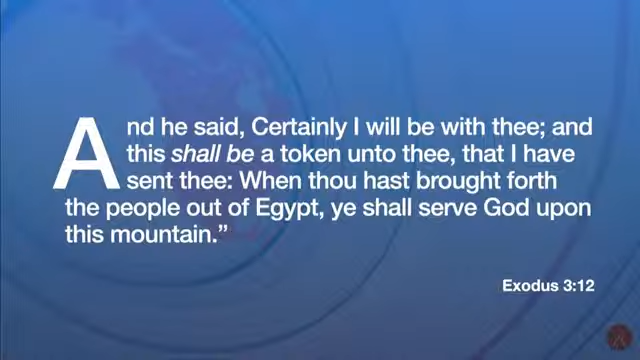 And he said, Certainly I will be with thee; and
this shall be a token unto thee, that I have
sent thee: When thou hast brought forth
the people out of Egypt, ye shall serve God upon
this mountain.”
Exodus 3:12